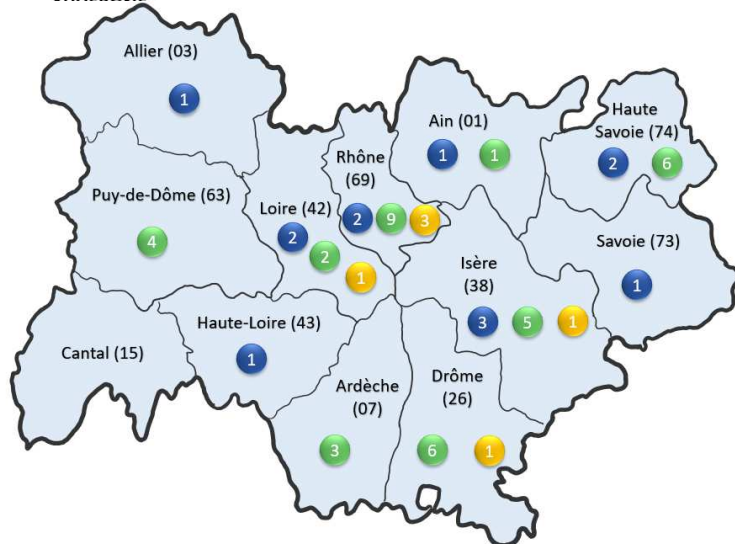 Allier (03)
1
Ain (01)
1 1
Haute
Savoie (74)
2 6
Rhône
(69)
2 9 3
Puy-de-Dôme (63)
4
Loire (42)
2
2
1
Savoie (73)
1
Isère
(38)
3 5 1
Haute-Loire (43)
1
Cantal (15)
Ardèche
(07)
3
Drôme
(26)
6 1